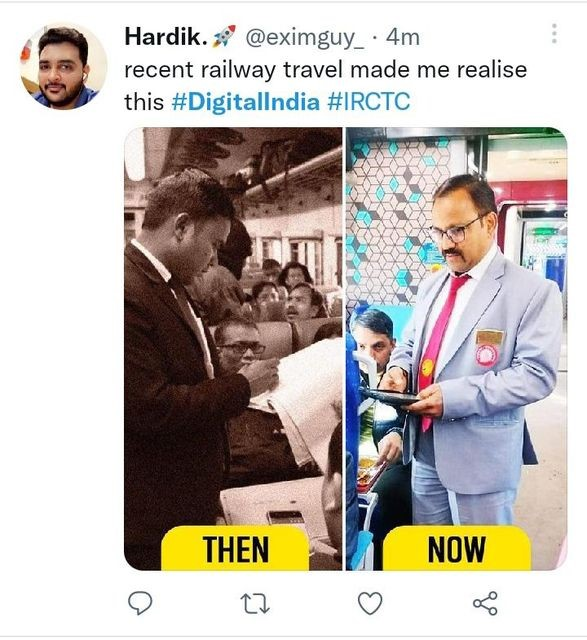 Hardik.🚀 @eximguy_ · 4m
recent railway travel made me realise
this #DigitalIndia #IRCTC
THEN
NOW